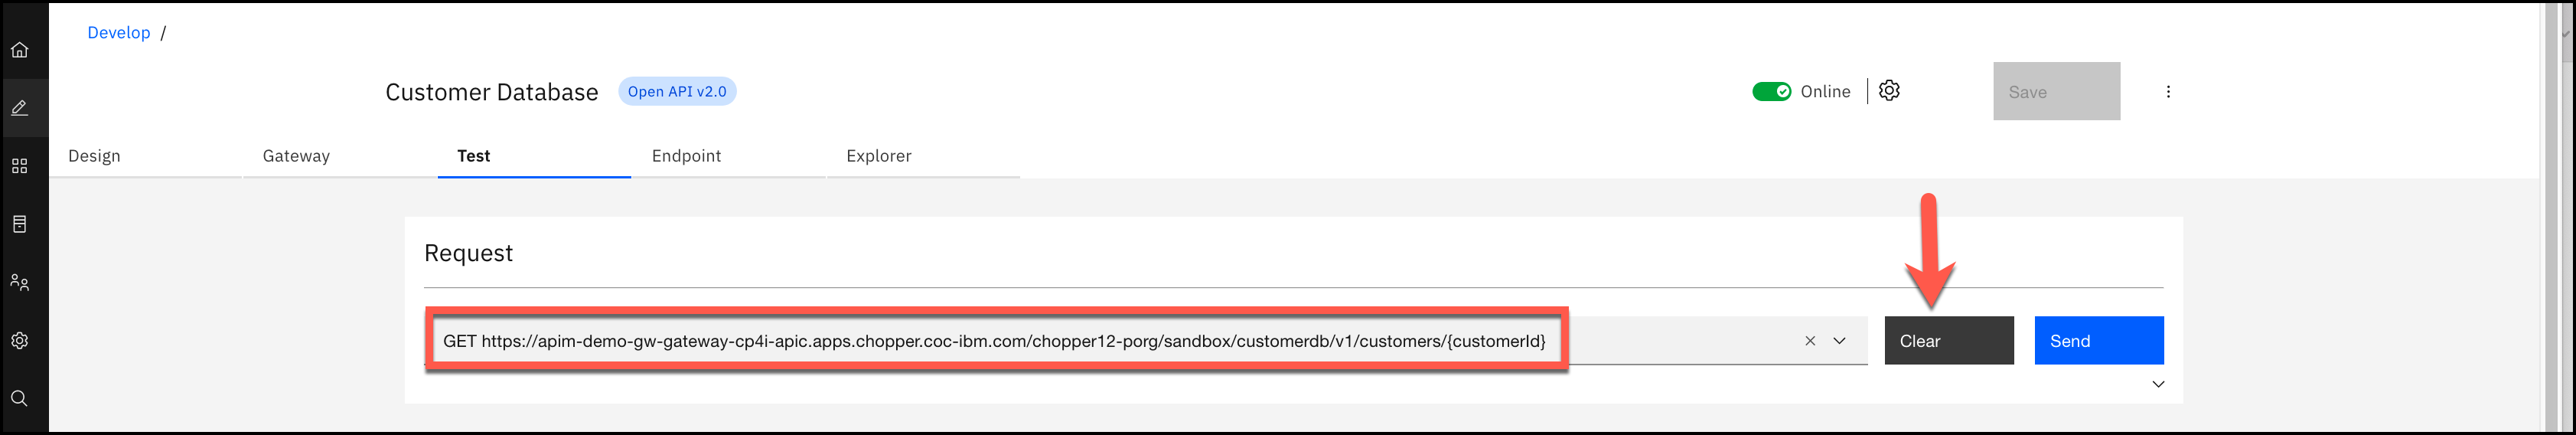 Develop /
Customer Database Open API v2.0 Online Save
Design Gateway Test Endpoint Explorer
Request
GET https://apim-demo-gw-gateway-cp4i-apic.apps.chopper.coc-ibm.com/chopper12-porg/sandbox/customerdb/v1/customers/{customerId} Clear Send